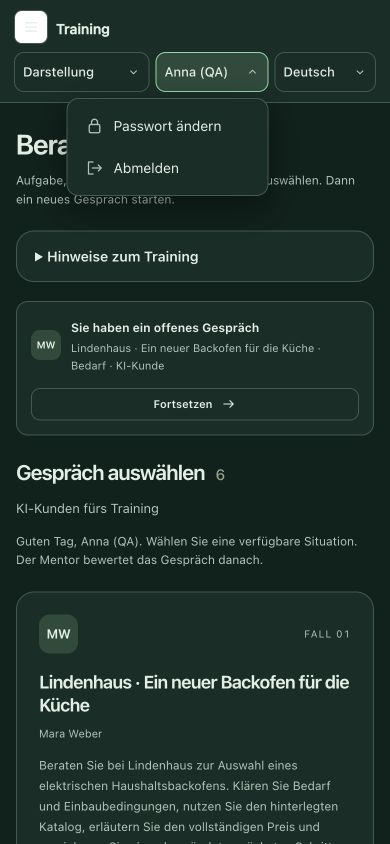 Training
Darstellung
Anna (QA)
Deutsch
Passwort ändern
Abmelden
Aufgabe,
Dann
ein neues Gespräch starten.
Hinweise zum Training
MW
Sie haben ein offenes Gespräch
Lindenhaus · Ein neuer Backofen für die Küche ·
Bedarf · KI-Kunde
Fortsetzen →
Gespräch auswählen 6
KI-Kunden fürs Training
Guten Tag, Anna (QA). Wählen Sie eine verfügbare Situation.
Der Mentor bewertet das Gespräch danach.
MW
FALL 01
Lindenhaus · Ein neuer Backofen für die
Küche
Mara Weber
Beraten Sie bei Lindenhaus zur Auswahl eines
elektrischen Haushaltsbackofens. Klären Sie Bedarf
und Einbaubedingungen, nutzen Sie den hinterlegten
Katalog, erläutern Sie den vollständigen Preis und